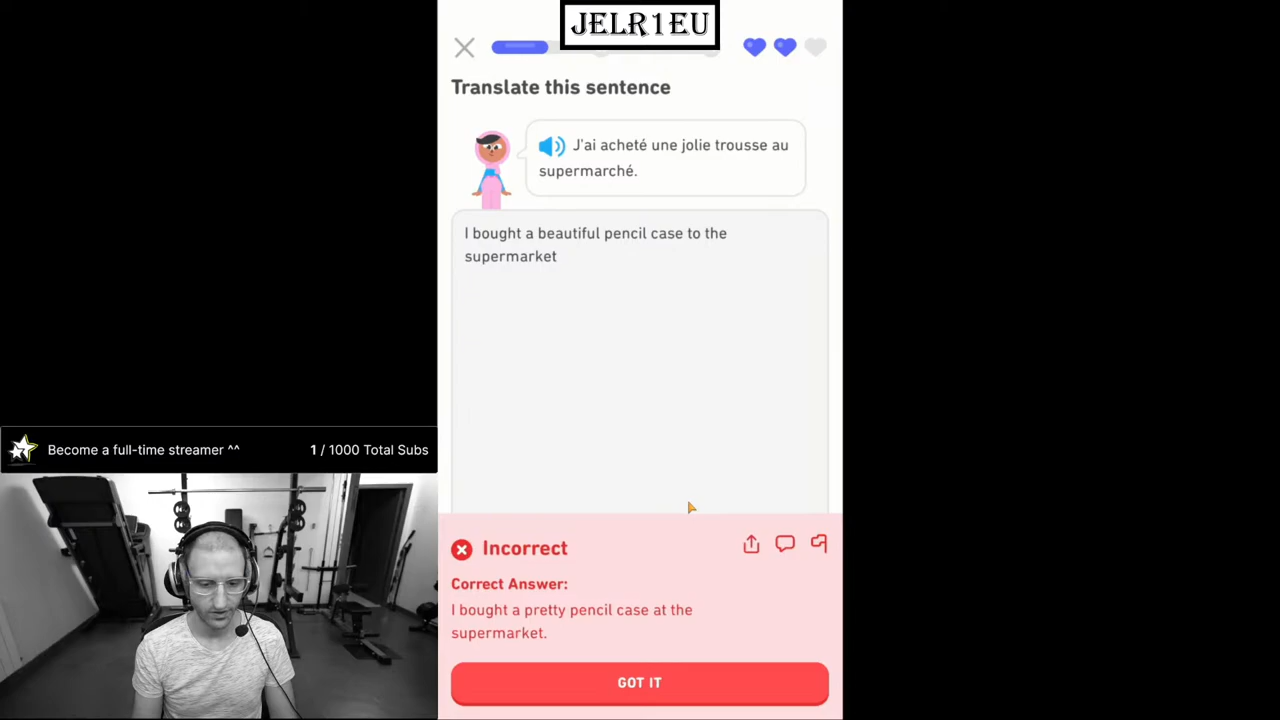 JELR1EU
Translate this sentence
J'ai acheté une jolie trousse au
supermarché.
I bought a beautiful pencil case to the
supermarket
Become a full-time streamer ^^ 1 / 1000 Total Subs
Incorrect
Correct Answer:
I bought a pretty pencil case at the
supermarket.
GOT IT